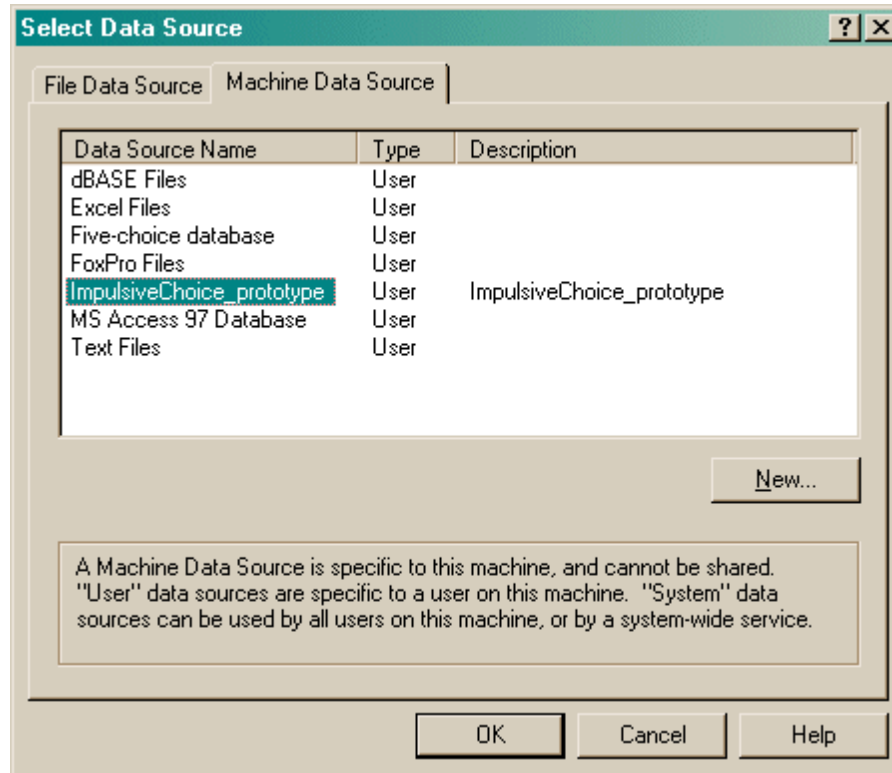 Select Data Source
File Data Source Machine Data Source
Data Source Name Type Description
dBASE Files User
Excel Files User
Five-choice database User
FoxPro Files User
ImpulsiveChoice_prototype User ImpulsiveChoice_prototype
MS Access 97 Database User
Text Files User
New...
A Machine Data Source is specific to this machine, and cannot be shared.
"User" data sources are specific to a user on this machine. "System" data
sources can be used by all users on this machine, or by a system-wide service.
OK Cancel Help